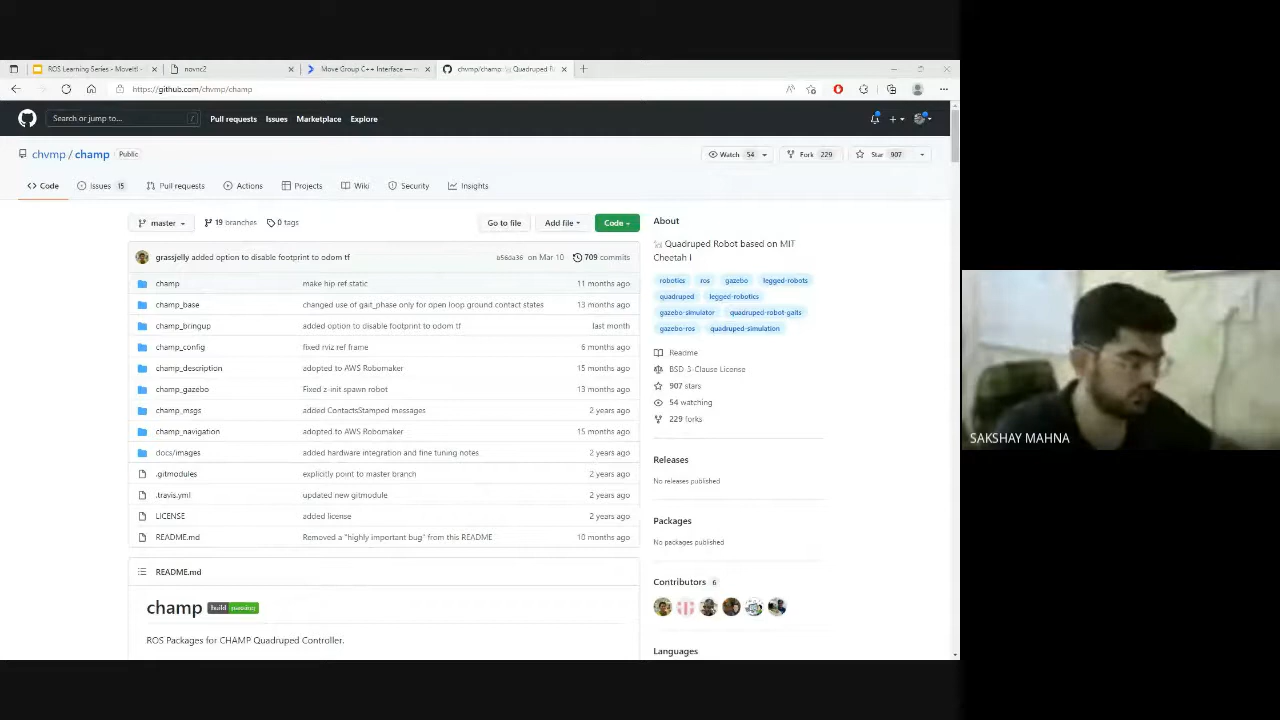 ROS Learning Series - MoveIt! -
novnc2
Move Group C++ Interface —
chvmp/champ: Quadruped R
https://github.com/chvmp/champ
Search or jump to...
/
Pull requests
Issues
Marketplace
Explore
chvmp / champ
Public
Watch 54
Fork 229
Star 907
Code
Issues 15
Pull requests
Actions
Projects
Wiki
Security
Insights
master
19 branches
0 tags
Go to file
Add file
Code
grassjelly added option to disable footprint to odom tf
b56da36 on Mar 10
709 commits
champ make hip ref static 11 months ago
champ_base changed use of gait_phase only for open loop ground contact states 13 months ago
champ_bringup added option to disable footprint to odom tf last month
champ_config fixed rviz ref frame 6 months ago
champ_description adopted to AWS Robomaker 15 months ago
champ_gazebo Fixed z-init spawn robot 13 months ago
champ_msgs added ContactsStamped messages 2 years ago
champ_navigation adopted to AWS Robomaker 15 months ago
docs/images added hardware integration and fine tuning notes 2 years ago
.gitmodules explicitly point to master branch 2 years ago
.travis.yml updated new gitmodule 2 years ago
LICENSE added license 2 years ago
README.md Removed a "highly important bug" from this README 10 months ago
README.md
champ build passing
ROS Packages for CHAMP Quadruped Controller.
About
Quadruped Robot based on MIT
Cheetah I
robotics ros gazebo legged-robots
quadruped legged-robotics
gazebo-simulator quadruped-robot-gaits
gazebo-ros quadruped-simulation
Readme
BSD-3-Clause License
907 stars
54 watching
229 forks
Releases
No releases published
Packages
No packages published
Contributors 6
Languages
SAKSHAY MAHNA